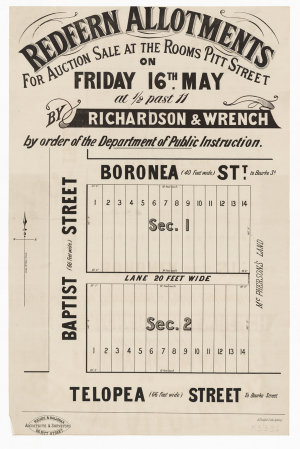 REDFERN ALLOTMENTS
FOR AUCTION SALE AT THE ROOMS PITT STREET
ON
FRIDAY 16TH MAY
at ½ past 11
BY RICHARDSON & WRENCH
by order of the Department of Public Instruction.
BORONEA (40 feet wide) ST. to Bourke St.
1 2 3 4 5 6 7 8 9 10 11 12 13 14
Sec. 1
BAPTIST (66 feet wide) STREET
LANE 20 FEET WIDE
McPHERSONS LAND
Sec. 2
1 2 3 4 5 6 7 8 9 10 11 12 13 14
TELOPEA (66 feet wide) STREET To Bourke Street
ARCHITECTS & SURVEYORS